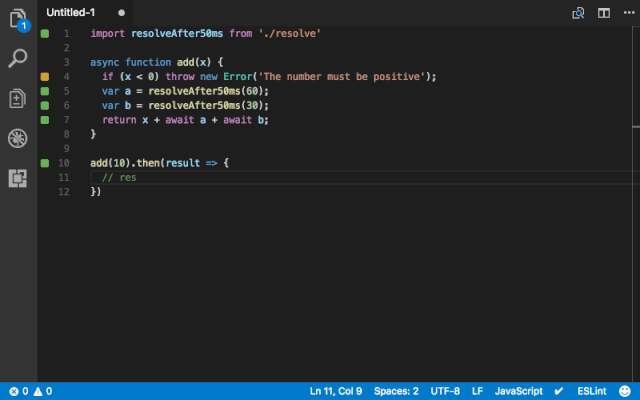 Untitled-1
1 import resolveAfter50ms from './resolve'
2
3 async function add(x) {
4 if (x < 0) throw new Error('The number must be positive');
5 var a = resolveAfter50ms(60);
6 var b = resolveAfter50ms(30);
7 return x + await a + await b;
8 }
9
10 add(10).then(result => {
11 // res
12 })
1
0 0 Ln 11, Col 9 Spaces: 2 UTF-8 LF JavaScript ESLint